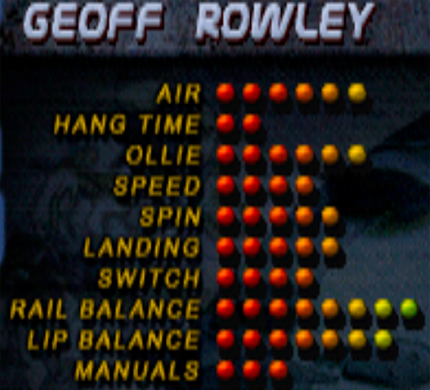 GEOFF ROWLEY
AIR
HANG TIME
OLLIE
SPEED
SPIN
LANDING
SWITCH
RAIL BALANCE
LIP BALANCE
MANUALS